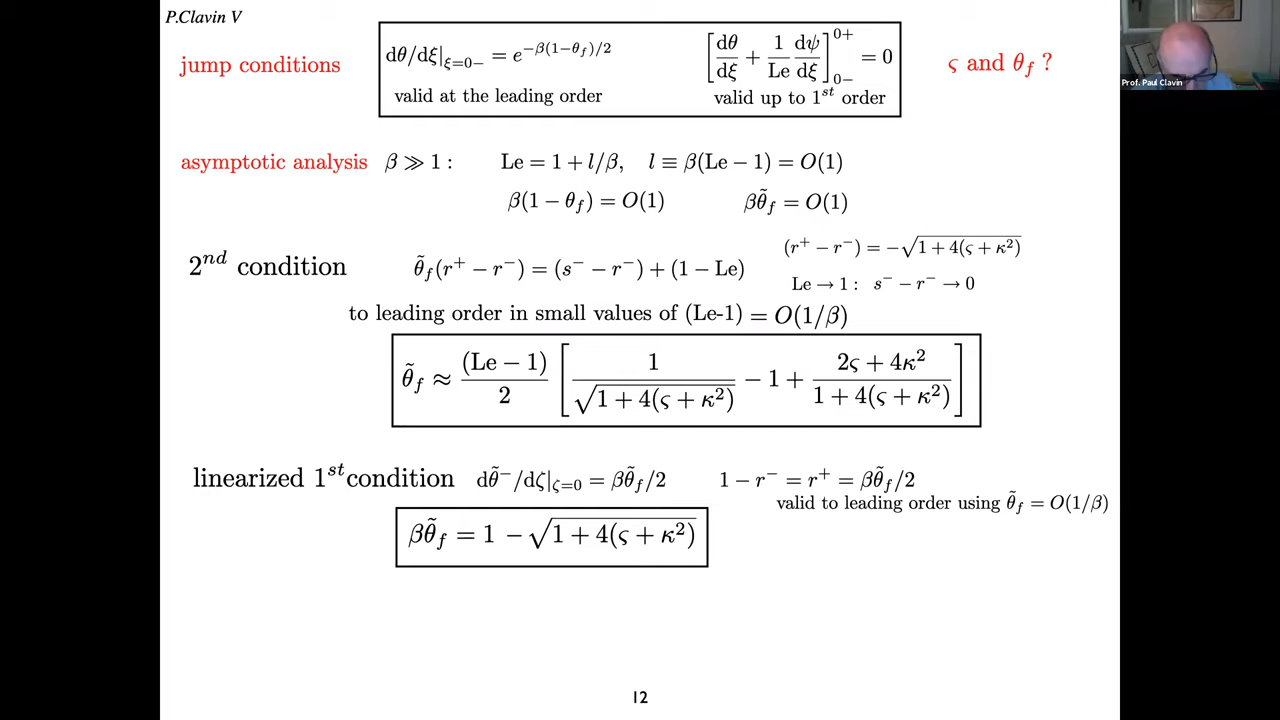 P.Clavin V
jump conditions
dθ/dξ|_{ξ=0−} = e^{−β(1−θ_f)/2}
valid at the leading order
[dθ/dξ + (1/Le) dψ/dξ]_{0−}^{0+} = 0
valid up to 1^{st} order
ς and θ_f ?
Prof. Paul Clavin
asymptotic analysis β ≫ 1 : Le = 1 + l/β, l ≡ β(Le − 1) = O(1)
β(1 − θ_f) = O(1) βθ̃_f = O(1)
2^{nd} condition θ̃_f(r^+ − r^−) = (s^− − r^−) + (1 − Le)
(r^+ − r^−) = −√(1 + 4(ς + κ²))
Le → 1 : s^− − r^− → 0
to leading order in small values of (Le-1) = O(1/β)
θ̃_f ≈ (Le − 1)/2 [1/√(1 + 4(ς + κ²)) − 1 + (2ς + 4κ²)/(1 + 4(ς + κ²))]
linearized 1^{st} condition dθ̃^−/dζ|_{ζ=0} = βθ̃_f/2 1 − r^− = r^+ = βθ̃_f/2
valid to leading order using θ̃_f = O(1/β)
βθ̃_f = 1 − √(1 + 4(ς + κ²))
12